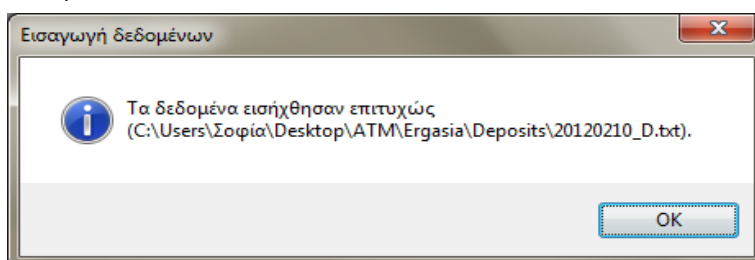 Εισαγωγή δεδομένων
Τα δεδομένα εισήχθησαν επιτυχώς
(C:\Users\Σοφία\Desktop\ATM\Ergasia\Deposits\20120210_D.txt).
OK